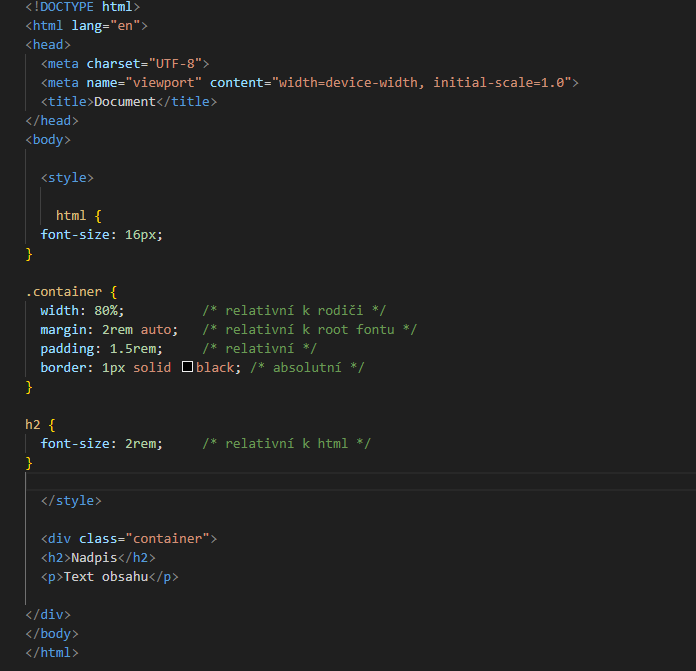 <!DOCTYPE html>
<html lang="en">
<head>
  <meta charset="UTF-8">
  <meta name="viewport" content="width=device-width, initial-scale=1.0">
  <title>Document</title>
</head>
<body>

  <style>

    html {
  font-size: 16px;
}

.container {
  width: 80%;          /* relativní k rodiči */
  margin: 2rem auto;   /* relativní k root fontu */
  padding: 1.5rem;     /* relativní */
  border: 1px solid black; /* absolutní */
}

h2 {
  font-size: 2rem;     /* relativní k html */
}

  </style>

  <div class="container">
  <h2>Nadpis</h2>
  <p>Text obsahu</p>

</div>
</body>
</html>